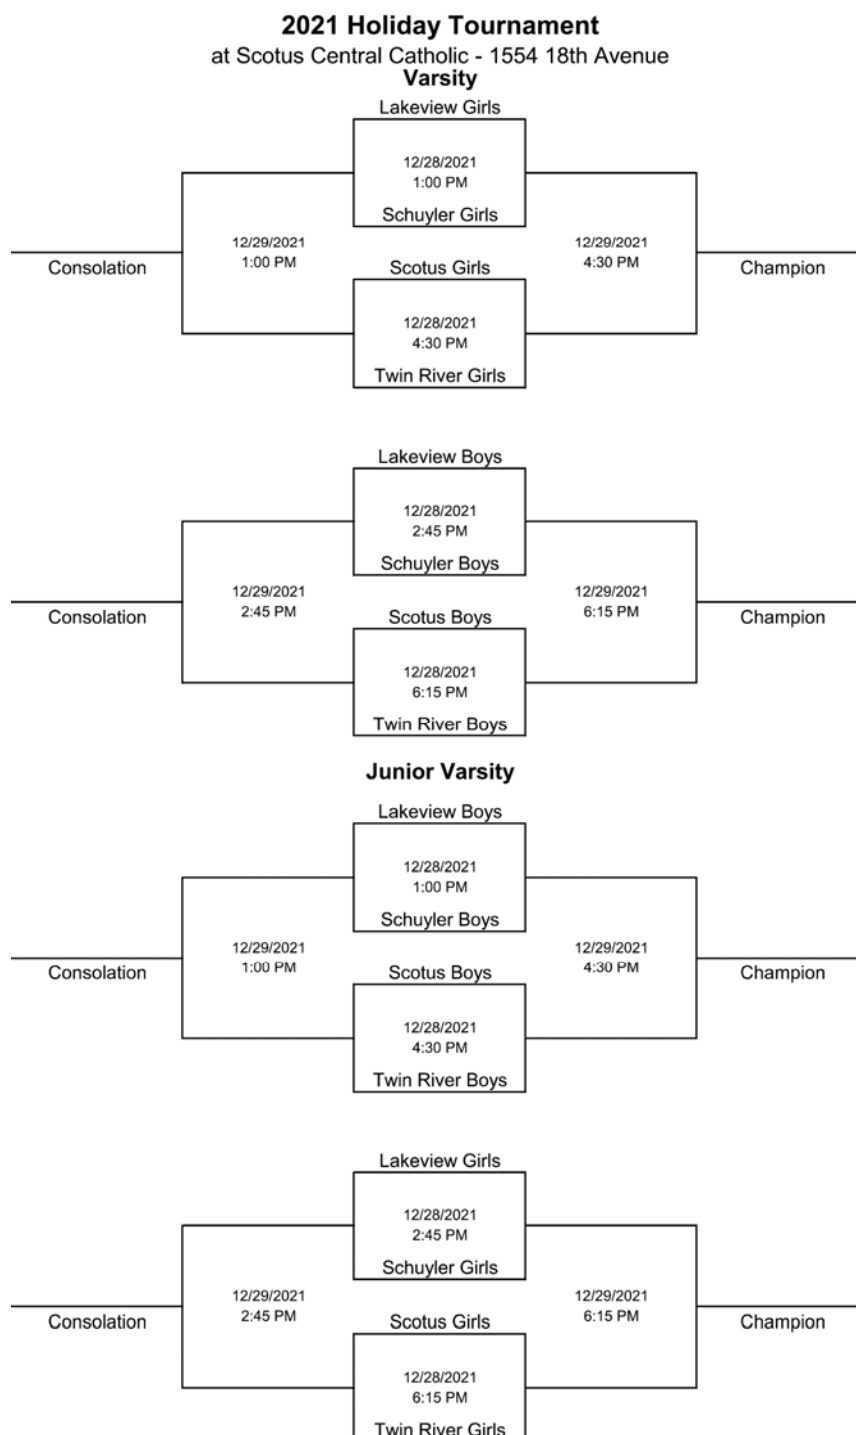 2021 Holiday Tournament
at Scotus Central Catholic - 1554 18th Avenue
Varsity
Lakeview Girls
12/28/2021
1:00 PM
Schuyler Girls
12/29/2021
1:00 PM
12/29/2021
4:30 PM
Consolation
Scotus Girls
Champion
12/28/2021
4:30 PM
Twin River Girls
Lakeview Boys
12/28/2021
2:45 PM
Schuyler Boys
12/29/2021
2:45 PM
12/29/2021
6:15 PM
Consolation
Scotus Boys
Champion
12/28/2021
6:15 PM
Twin River Boys
Junior Varsity
Lakeview Boys
12/28/2021
1:00 PM
Schuyler Boys
12/29/2021
1:00 PM
12/29/2021
4:30 PM
Consolation
Scotus Boys
Champion
12/28/2021
4:30 PM
Twin River Boys
Lakeview Girls
12/28/2021
2:45 PM
Schuyler Girls
12/29/2021
2:45 PM
12/29/2021
6:15 PM
Consolation
Scotus Girls
Champion
12/28/2021
6:15 PM
Twin River Girls